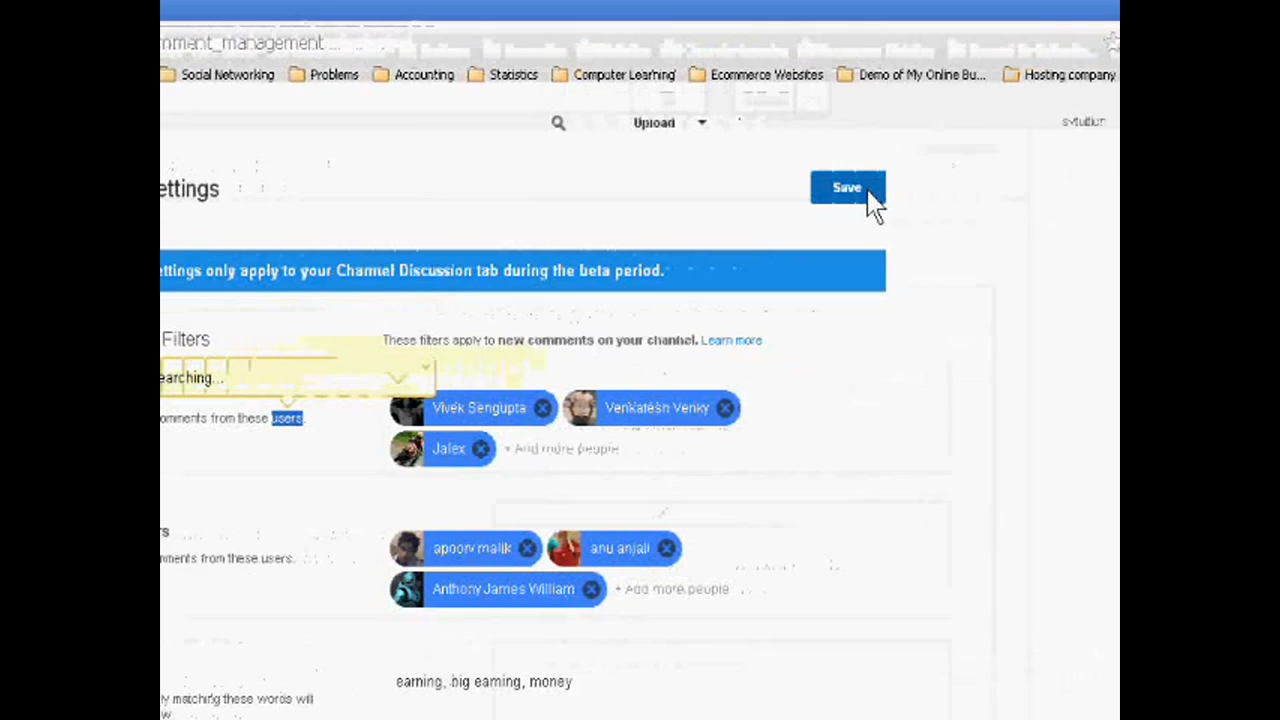 mment_management ...
Social Networking Problems Accounting Statistics Computer Learning Ecommerce Websites Demo of My Online Bu... Hosting company
Upload
svtuition
ettings
Save
ettings only apply to your Channel Discussion tab during the beta period.
Filters
These filters apply to new comments on your channel. Learn more
earching...
omments from these users.
Vivek Sengupta Venkatesh Venky
Jalex + Add more people
rs
mments from these users.
apoorv malik anu anjali
Anthony James William + Add more people
earning, big earning, money
ly matching these words will
w.